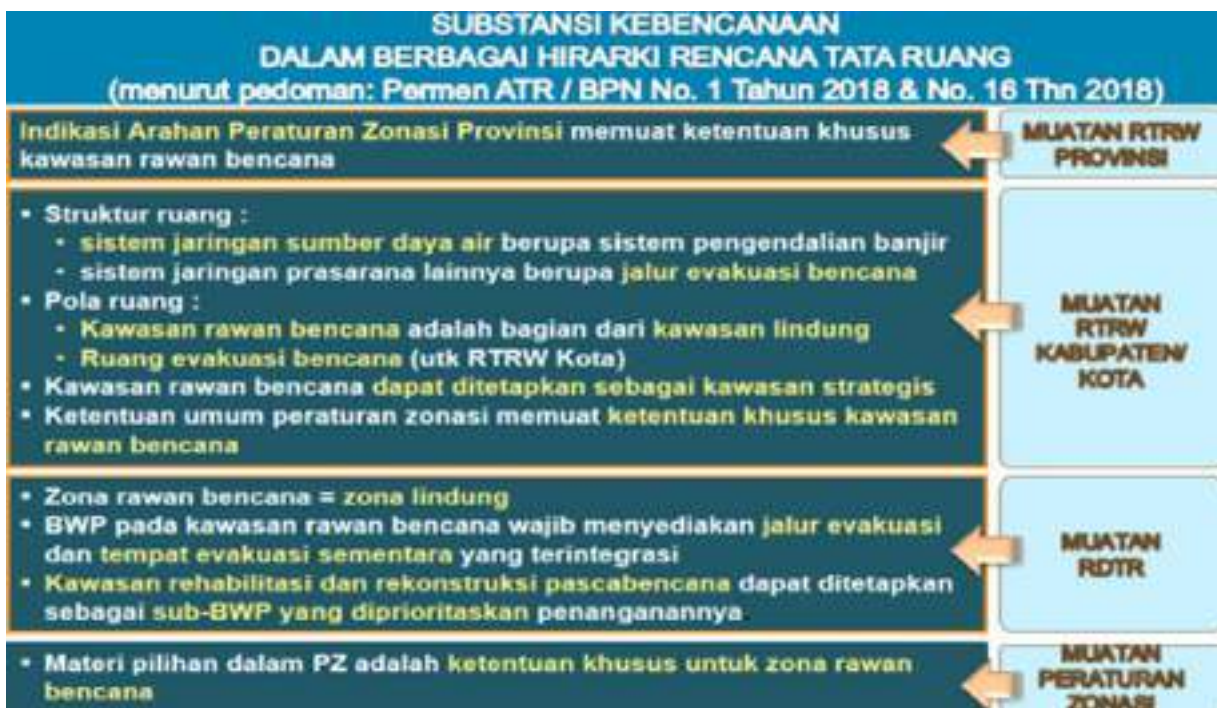 SUBSTANSI KEBENCANAAN
DALAM BERBAGAI HIRARKI RENCANA TATA RUANG
(menurut pedoman: Permen ATR / BPN No. 1 Tahun 2018 & No. 16 Thn 2018)
Indikasi Arahan Peraturan Zonasi Provinsi memuat ketentuan khusus
kawasan rawan bencana
MUATAN RTRW
PROVINSI
• Struktur ruang :
• sistem jaringan sumber daya air berupa sistem pengendalian banjir
• sistem jaringan prasarana lainnya berupa jalur evakuasi bencana
• Pola ruang :
• Kawasan rawan bencana adalah bagian dari kawasan lindung
• Ruang evakuasi bencana (utk RTRW Kota)
• Kawasan rawan bencana dapat ditetapkan sebagai kawasan strategis
• Ketentuan umum peraturan zonasi memuat ketentuan khusus kawasan
rawan bencana
MUATAN
RTRW
KABUPATEN/
KOTA
• Zona rawan bencana = zona lindung
• BWP pada kawasan rawan bencana wajib menyediakan jalur evakuasi
dan tempat evakuasi sementara yang terintegrasi
• Kawasan rehabilitasi dan rekonstruksi pascabencana dapat ditetapkan
sebagai sub-BWP yang diprioritaskan penanganannya
MUATAN
RDTR
• Materi pilihan dalam PZ adalah ketentuan khusus untuk zona rawan
bencana
MUATAN
PERATURAN
ZONASI